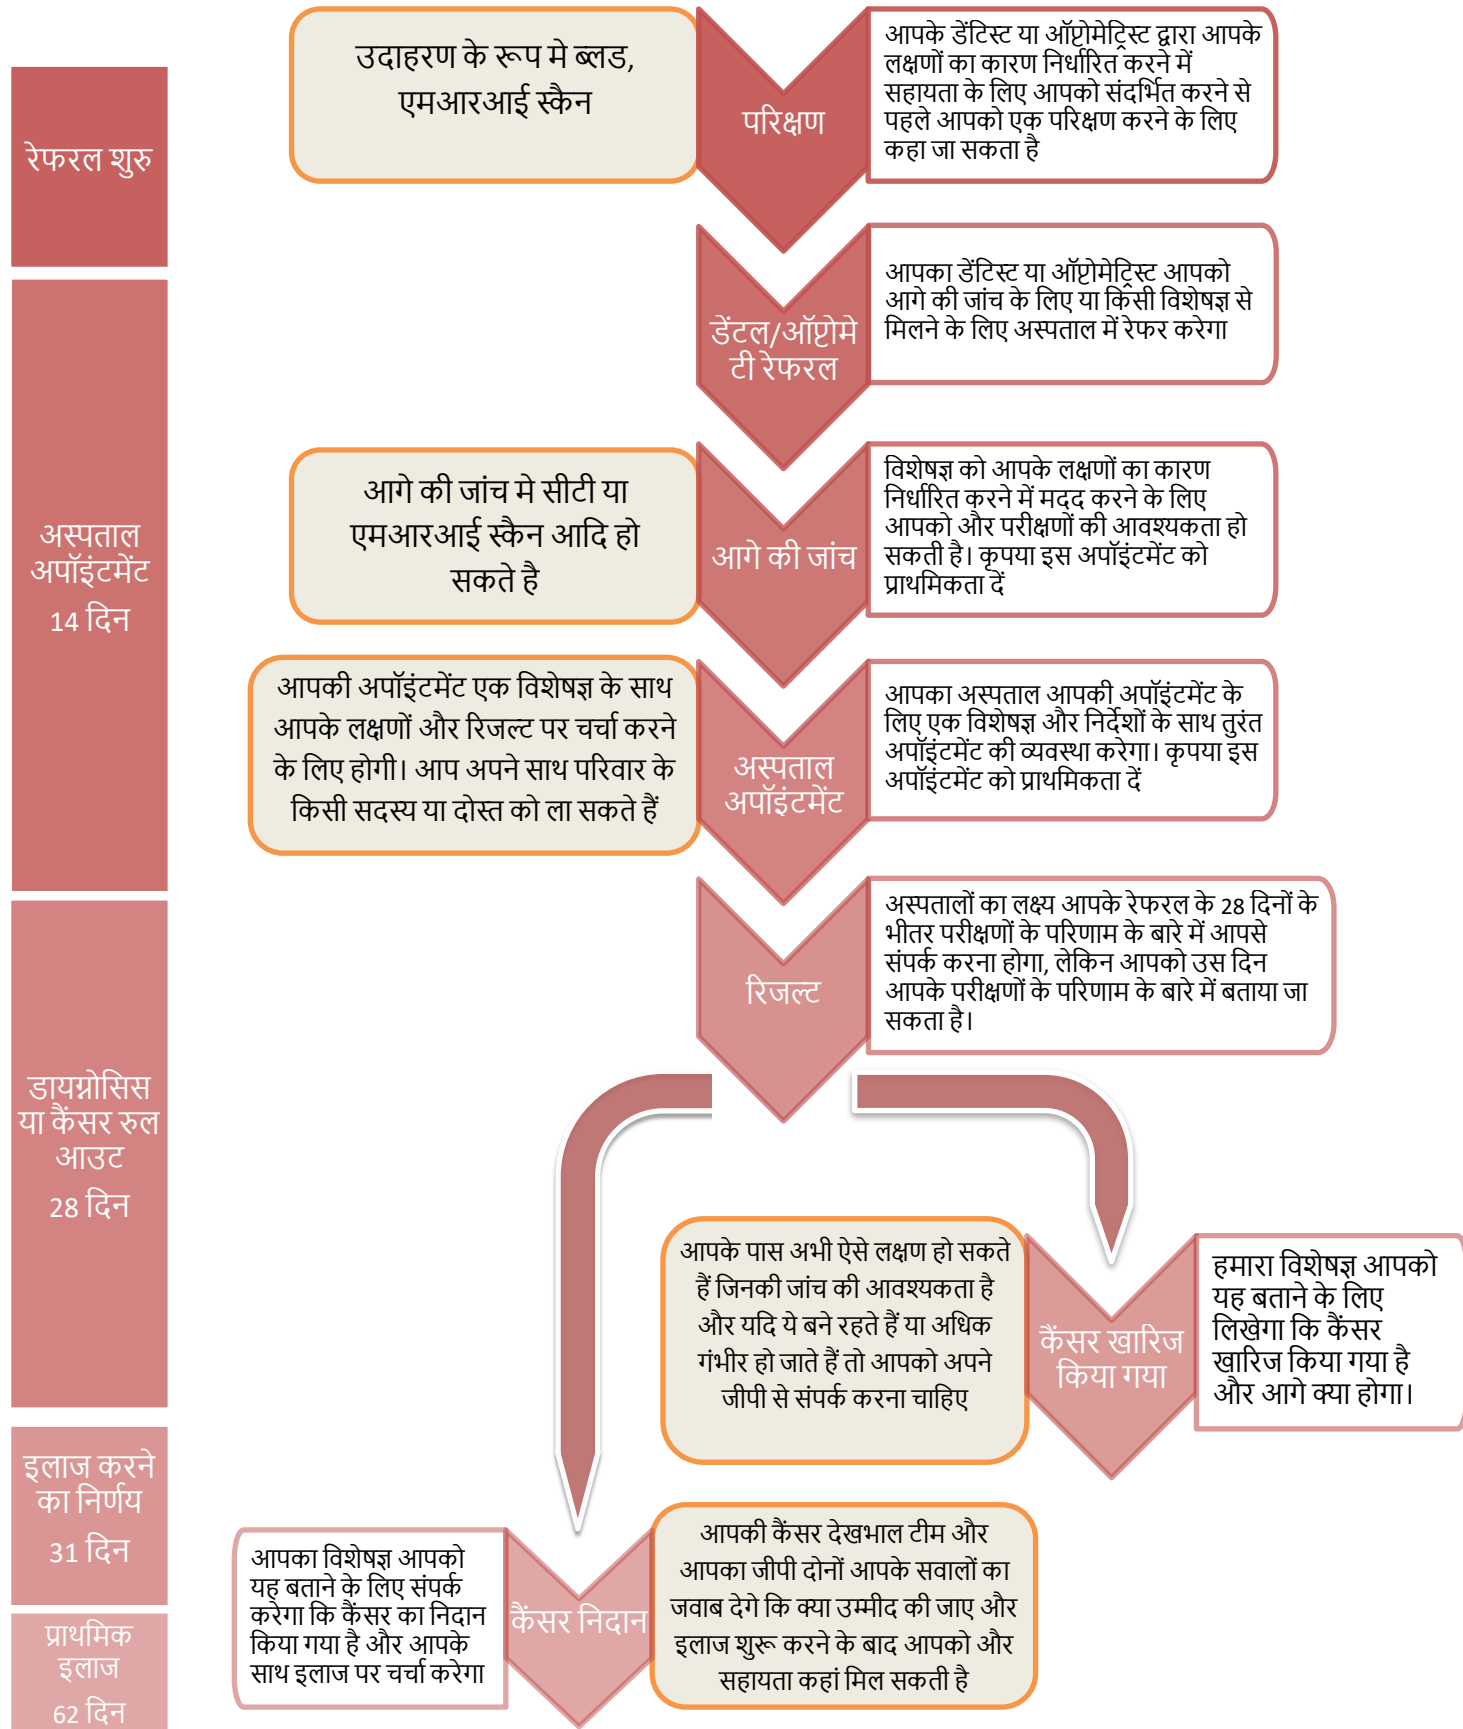 रेफरल शुरु
अस्पताल
अपॉइंटमेंट
14 दिन
डायग्नोसिस
या कैंसर रुल
आउट
28 दिन
इलाज करने
का निर्णय
31 दिन
प्राथमिक
इलाज
62 दिन
उदाहरण के रूप मे ब्लड,
एमआरआई स्कैन
परिक्षण
आपके डेंटिस्ट या ऑप्टोमेट्रिस्ट द्वारा आपके
लक्षणों का कारण निर्धारित करने में
सहायता के लिए आपको संदर्भित करने से
पहले आपको एक परिक्षण करने के लिए
कहा जा सकता है
डेंटल/ऑप्टोमे
टी रेफरल
आपका डेंटिस्ट या ऑप्टोमेट्रिस्ट आपको
आगे की जांच के लिए या किसी विशेषज्ञ से
मिलने के लिए अस्पताल में रेफर करेगा
आगे की जांच मे सीटी या
एमआरआई स्कैन आदि हो
सकते है
आगे की जांच
विशेषज्ञ को आपके लक्षणों का कारण
निर्धारित करने में मदद करने के लिए
आपको और परीक्षणों की आवश्यकता हो
सकती है। कृपया इस अपॉइंटमेंट को
प्राथमिकता दें
आपकी अपॉइंटमेंट एक विशेषज्ञ के साथ
आपके लक्षणों और रिजल्ट पर चर्चा करने
के लिए होगी। आप अपने साथ परिवार के
किसी सदस्य या दोस्त को ला सकते हैं
अस्पताल
अपॉइंटमेंट
आपका अस्पताल आपकी अपॉइंटमेंट के
लिए एक विशेषज्ञ और निर्देशों के साथ तुरंत
अपॉइंटमेंट की व्यवस्था करेगा। कृपया इस
अपॉइंटमेंट को प्राथमिकता दें
रिजल्ट
अस्पतालों का लक्ष्य आपके रेफरल के 28 दिनों के
भीतर परीक्षणों के परिणाम के बारे में आपसे
संपर्क करना होगा, लेकिन आपको उस दिन
आपके परीक्षणों के परिणाम के बारे में बताया जा
सकता है।
आपके पास अभी ऐसे लक्षण हो सकते
हैं जिनकी जांच की आवश्यकता है
और यदि ये बने रहते हैं या अधिक
गंभीर हो जाते हैं तो आपको अपने
जीपी से संपर्क करना चाहिए
कैंसर खारिज
किया गया
हमारा विशेषज्ञ आपको
यह बताने के लिए
लिखेगा कि कैंसर
खारिज किया गया है
और आगे क्या होगा।
आपका विशेषज्ञ आपको
यह बताने के लिए संपर्क
करेगा कि कैंसर का निदान
किया गया है और आपके
साथ इलाज पर चर्चा करेगा
कैंसर निदान
आपकी कैंसर देखभाल टीम और
आपका जीपी दोनों आपके सवालों का
जवाब देगे कि क्या उम्मीद की जाए और
इलाज शुरू करने के बाद आपको और
सहायता कहां मिल सकती है